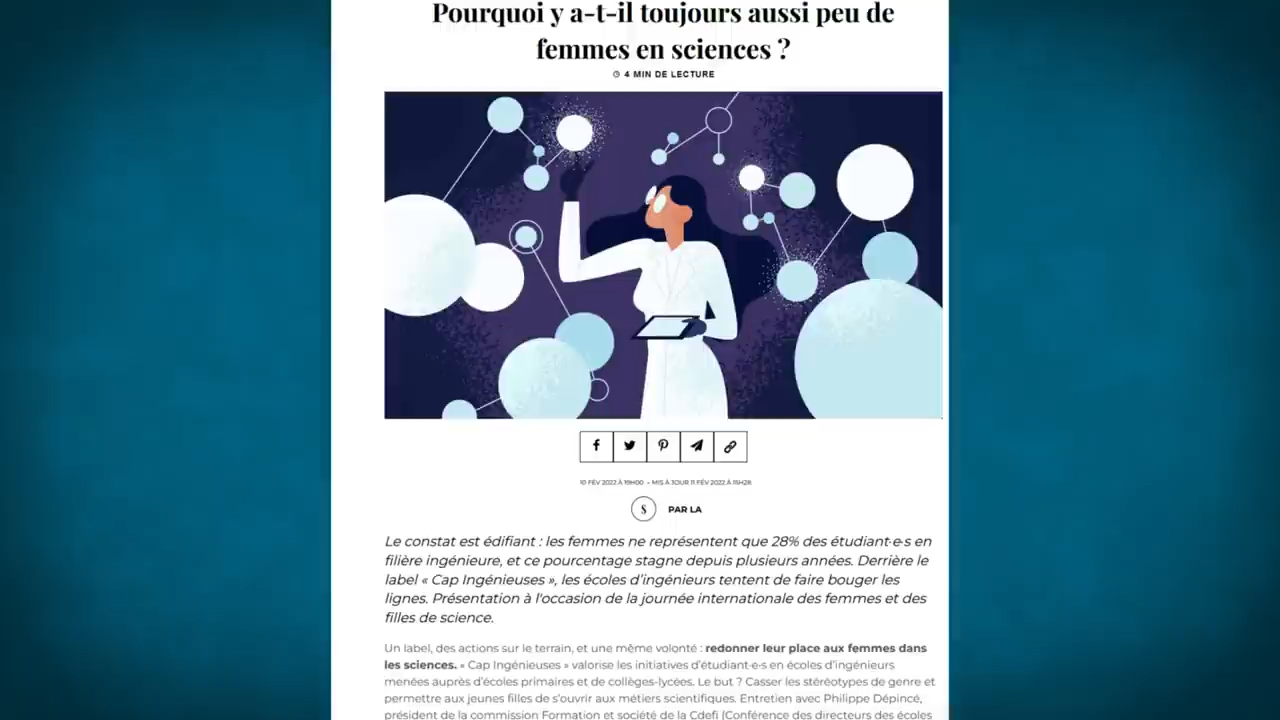 Pourquoi y a-t-il toujours aussi peu de
femmes en sciences ?
4 MIN DE LECTURE
10 FÉV 2022 À 19H00 • MIS À JOUR 11 FÉV 2022 À 15H28
S PAR LA
Le constat est édifiant : les femmes ne représentent que 28% des étudiant·e·s en
filière ingénieure, et ce pourcentage stagne depuis plusieurs années. Derrière le
label « Cap Ingénieuses », les écoles d'ingénieurs tentent de faire bouger les
lignes. Présentation à l'occasion de la journée internationale des femmes et des
filles de science.
Un label, des actions sur le terrain, et une même volonté : redonner leur place aux femmes dans
les sciences. « Cap Ingénieuses » valorise les initiatives d'étudiant·e·s en écoles d'ingénieurs
menées auprès d'écoles primaires et de collèges-lycées. Le but ? Casser les stéréotypes de genre et
permettre aux jeunes filles de s'ouvrir aux métiers scientifiques. Entretien avec Philippe Dépincé,
président de la commission Formation et société de la Cdefi (Conférence des directeurs des écoles